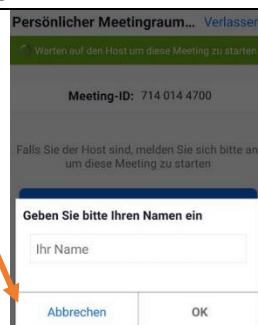 Persönlicher Meetingraum... Verlassen
Warten auf den Host um diese Meeting zu starten
Meeting-ID: 714 014 4700
Falls Sie der Host sind, melden Sie sich bitte an
um diese Meeting zu starten
Geben Sie bitte Ihren Namen ein
Ihr Name
Abbrechen OK